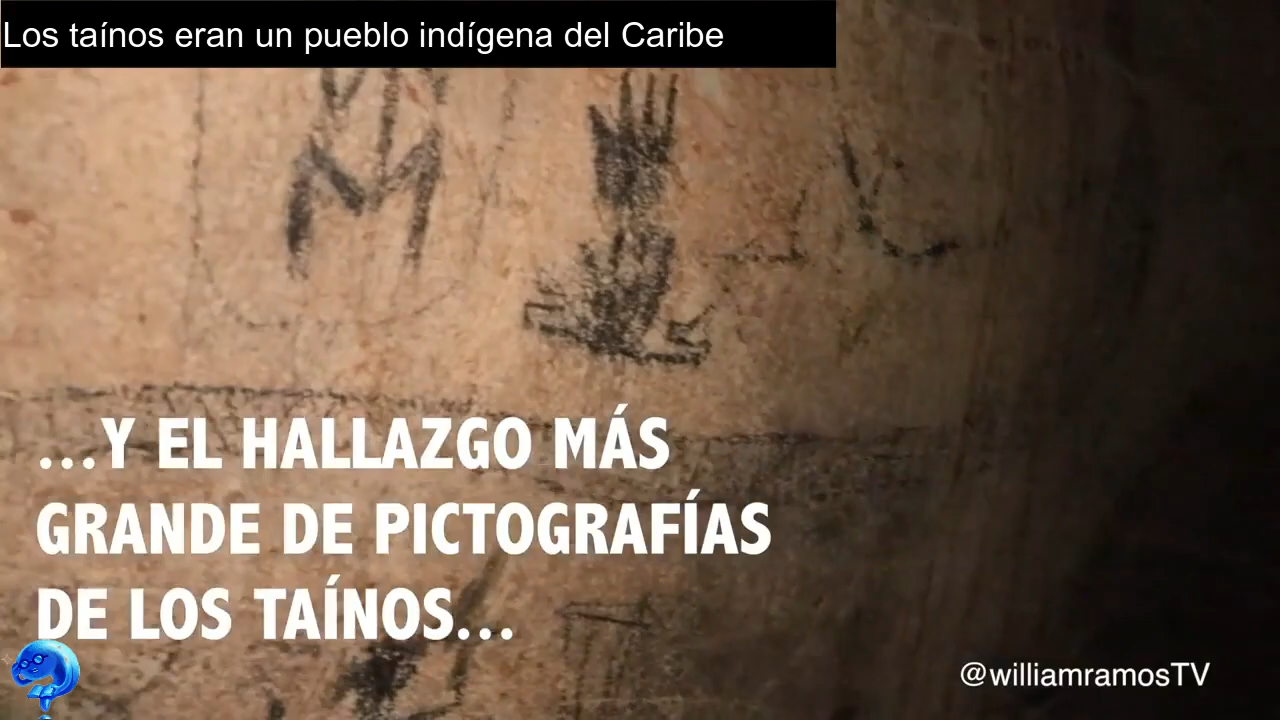 Los taínos eran un pueblo indígena del Caribe
...Y EL HALLAZGO MÁS
GRANDE DE PICTOGRAFÍAS
DE LOS TAÍNOS...
@williamramosTV